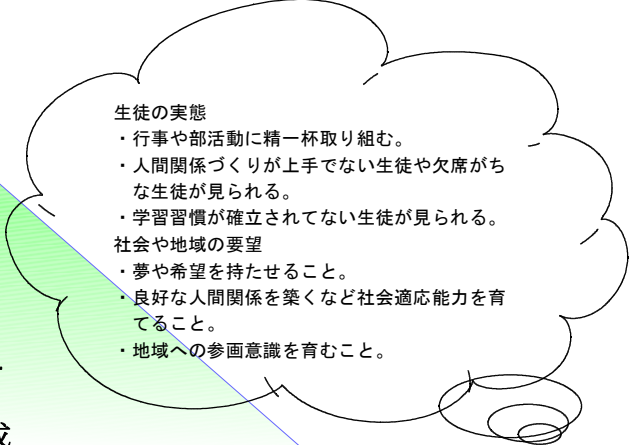 生徒の実態
・行事や部活動に精一杯取り組む。
・人間関係づくりが上手でない生徒や欠席がち
な生徒が見られる。
・学習習慣が確立されてない生徒が見られる。
社会や地域の要望
・夢や希望を持たせること。
・良好な人間関係を築くなど社会適応能力を育
てること。
・地域への参画意識を育むこと。